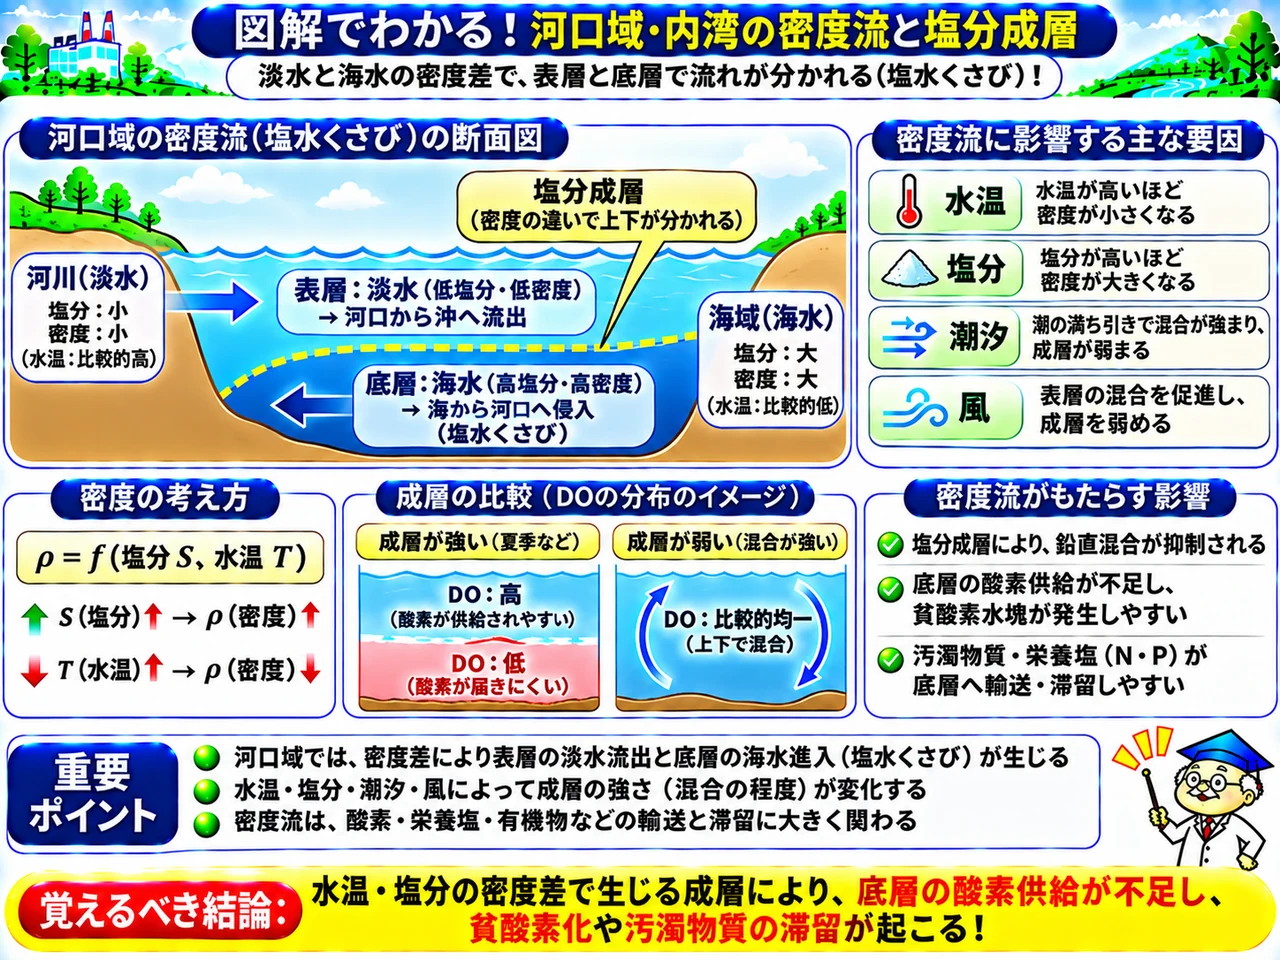 図解でわかる！河口域・内湾の密度流と塩分成層
淡水と海水の密度差で、表層と底層で流れが分かれる（塩水くさび）！
河口域の密度流（塩水くさび）の断面図
塩分成層
（密度の違いで上下が分かれる）
河川（淡水）
塩分：小
密度：小
（水温：比較的高）
表層：淡水（低塩分・低密度）
→ 河口から沖へ流出
底層：海水（高塩分・高密度）
→ 海から河口へ侵入
（塩水くさび）
海域（海水）
塩分：大
密度：大
（水温：比較的低）
密度流に影響する主な要因
水温
水温が高いほど
密度が小さくなる
塩分
塩分が高いほど
密度が大きくなる
潮汐
潮の満ち引きで混合が強まり、
成層が弱まる
風
表層の混合を促進し、
成層を弱める
密度の考え方
ρ = f (塩分 S、水温 T)
↑ S（塩分）↑ → ρ（密度）↑
↓ T（水温）↑ → ρ（密度）↓
成層の比較（DOの分布のイメージ）
成層が強い（夏季など）
DO：高
（酸素が供給されやすい）
DO：低
（酸素が届きにくい）
成層が弱い（混合が強い）
DO：比較的均一
（上下で混合）
密度流がもたらす影響
塩分成層により、鉛直混合が抑制される
底層の酸素供給が不足し、
貧酸素水塊が発生しやすい
汚濁物質・栄養塩（N・P）が
底層へ輸送・滞留しやすい
重要
ポイント
河口域では、密度差により表層の淡水流出と底層の海水進入（塩水くさび）が生じる
水温・塩分・潮汐・風によって成層の強さ（混合の程度）が変化する
密度流は、酸素・栄養塩・有機物などの輸送と滞留に大きく関わる
覚えるべき結論：
水温・塩分の密度差で生じる成層により、底層の酸素供給が不足し、
貧酸素化や汚濁物質の滞留が起こる！